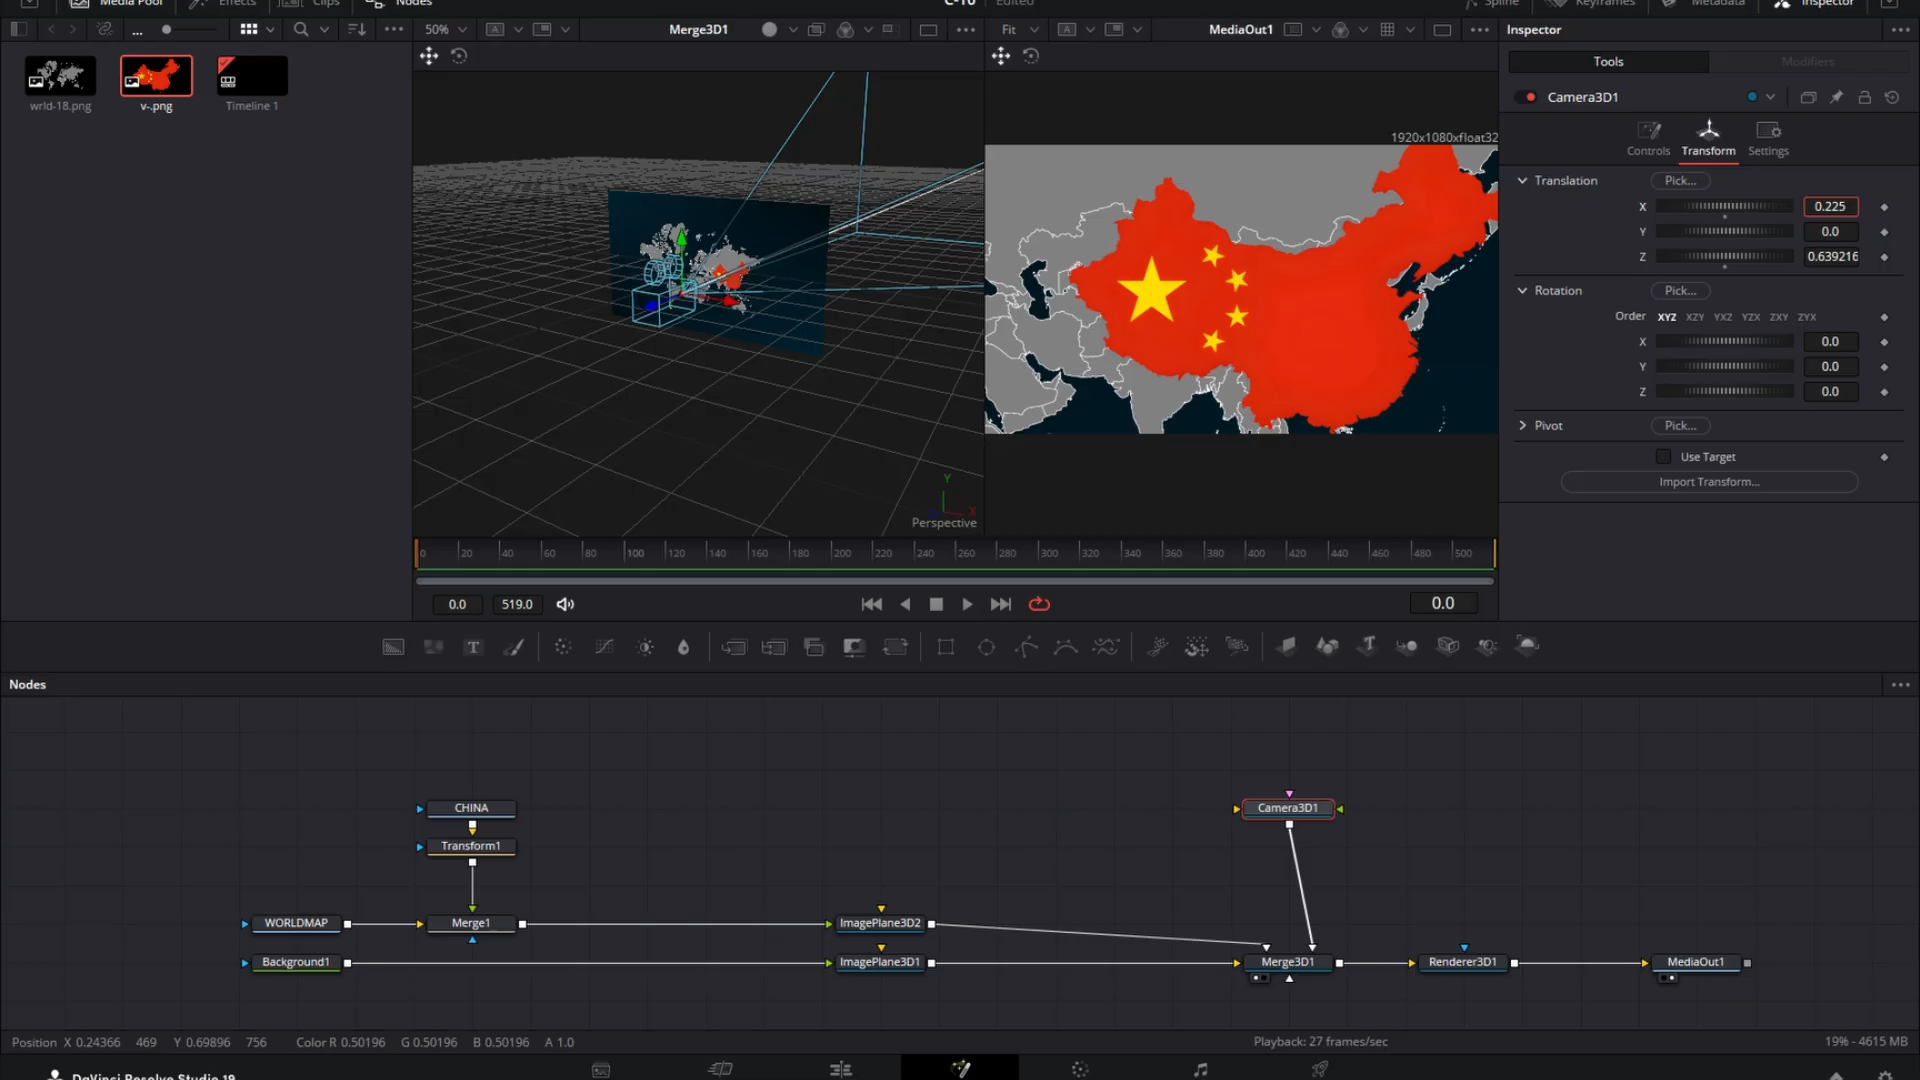 Media Pool
Effects
Clips
Nodes
Edited
Spline
Keyframes
Metadata
Inspector
...
50%
Merge3D1
Fit
MediaOut1
Inspector
Tools
Modifiers
wrld-18.png
v-.png
Timeline 1
Camera3D1
1920x1080xfloat32
Controls
Transform
Settings
Translation
Pick...
X
0.225
Y
0.0
Z
0.639216
Rotation
Pick...
Order
XYZ
XZY
YXZ
YZX
ZXY
ZYX
X
0.0
Y
0.0
Z
0.0
Pivot
Pick...
Use Target
Import Transform...
Y
X
Perspective
0 20 40 60 80 100 120 140 160 180 200 220 240 260 280 300 320 340 360 380 400 420 440 460 480 500
0.0
519.0
0.0
T
T
Nodes
CHINA
Camera3D1
Transform1
WORLDMAP
Merge1
ImagePlane3D2
Background1
ImagePlane3D1
Merge3D1
Renderer3D1
MediaOut1
Position X 0.24366 469 Y 0.69896 756 Color R 0.50196 G 0.50196 B 0.50196 A 1.0
Playback: 27 frames/sec
19% - 4615 MB
DaVinci Resolve Studio 19